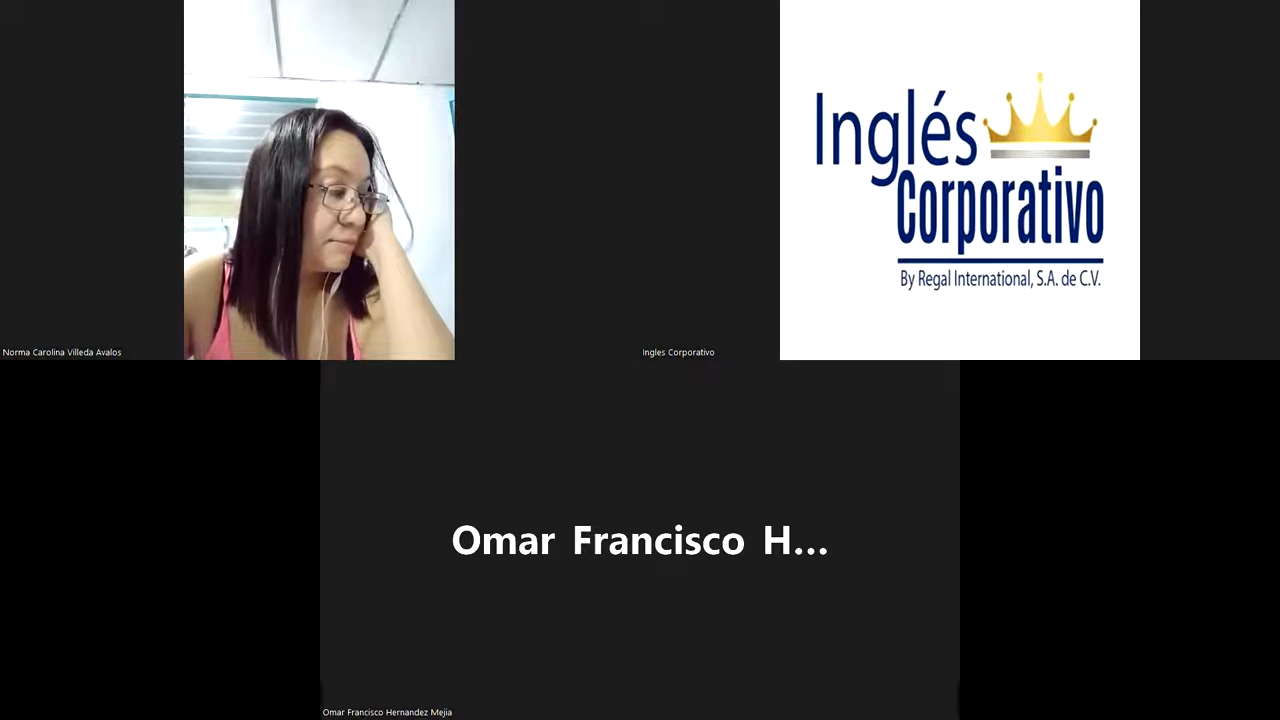 Inglés
Corporativo
By Regal International, S.A. de C.V.
Norma Carolina Villeda Avalos
Ingles Corporativo
Omar Francisco H...
Omar Francisco Hernandez Mejia